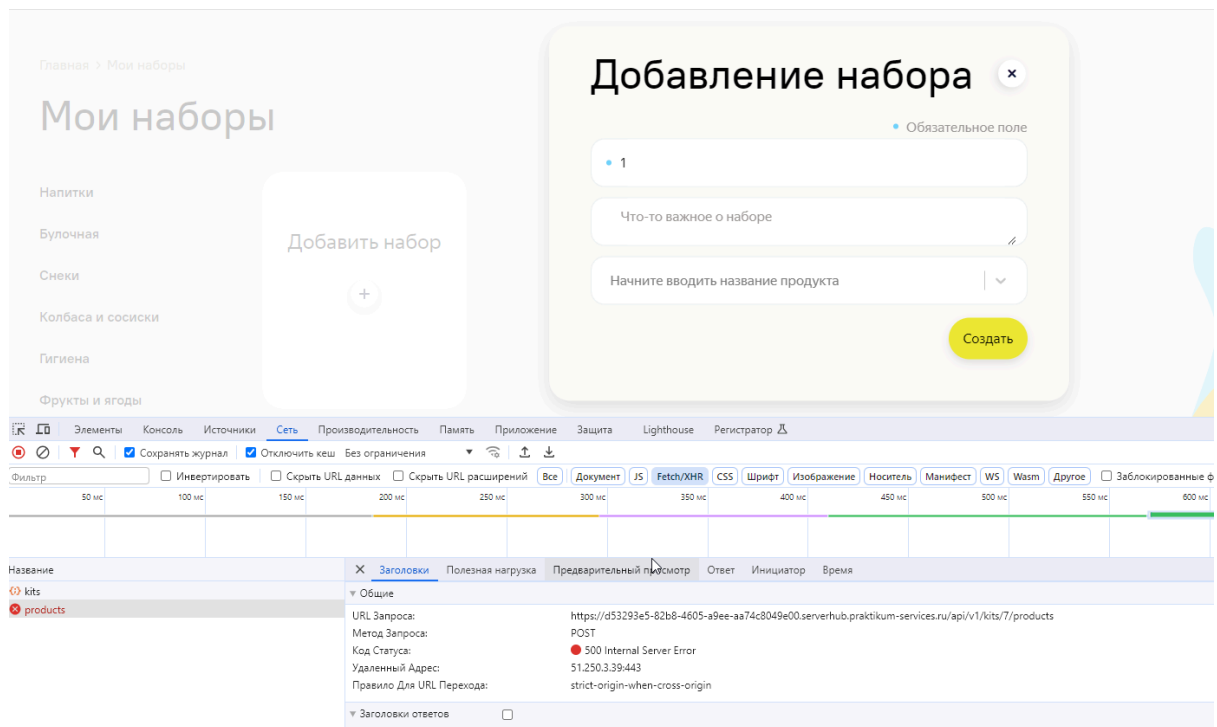 Главная > Мои наборы
Мои наборы
Напитки
Булочная
Снеки
Колбаса и сосиски
Гигиена
Фрукты и ягоды
Добавить набор
+
Добавление набора ×
• Обязательное поле
• 1
Что-то важное о наборе
Начните вводить название продукта
Создать
Элементы Консоль Источники Сеть Производительность Память Приложение Защита Lighthouse Регистратор
Сохранять журнал Отключить кеш Без ограничения
Фильтр Инвертировать Скрыть URL данных Скрыть URL расширений Все Документ JS Fetch/XHR CSS Шрифт Изображение Носитель Манифест WS Wasm Другое Заблокированные ф
50 мс 100 мс 150 мс 200 мс 250 мс 300 мс 350 мс 400 мс 450 мс 500 мс 550 мс 600 мс
Название
kits
products
Заголовки Полезная нагрузка Предварительный просмотр Ответ Инициатор Время
Общие
URL Запроса: https://d53293e5-82b8-4605-a9ee-aa74c8049e00.serverhub.praktikum-services.ru/api/v1/kits/7/products
Метод Запроса: POST
Код Статуса: 500 Internal Server Error
Удаленный Адрес: 51.250.3.39:443
Правило Для URL Перехода: strict-origin-when-cross-origin
Заголовки ответов